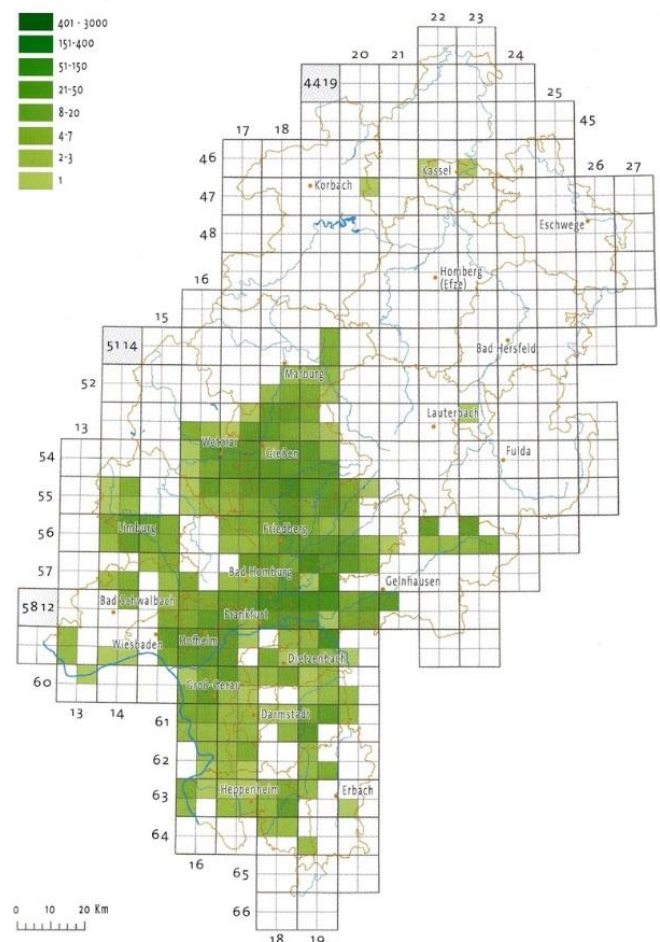 401 - 3000
151-400
51-150
21-50
8-20
4-7
2-3
1
22 23
20 21 24
4419
25
17 18 45
46 26 27
Kassel
Korbach
47
Eschwege
48
Homberg
(Efze)
16
15
5114 Bad Hersfeld
Marburg
52
Lauterbach
13
Wetzlar
Gießen
54 Fulda
55
Limburg Friedberg
56
57 Bad Homburg
Gelnhausen
5812 Bad Schwalbach
Frankfurt
Wiesbaden Hofheim
Dietzenbach
60 Groß-Gerau
13 14 Darmstadt
61
62
63 Heppenheim Erbach
64
16
65
66
0 10 20 Km
18 19